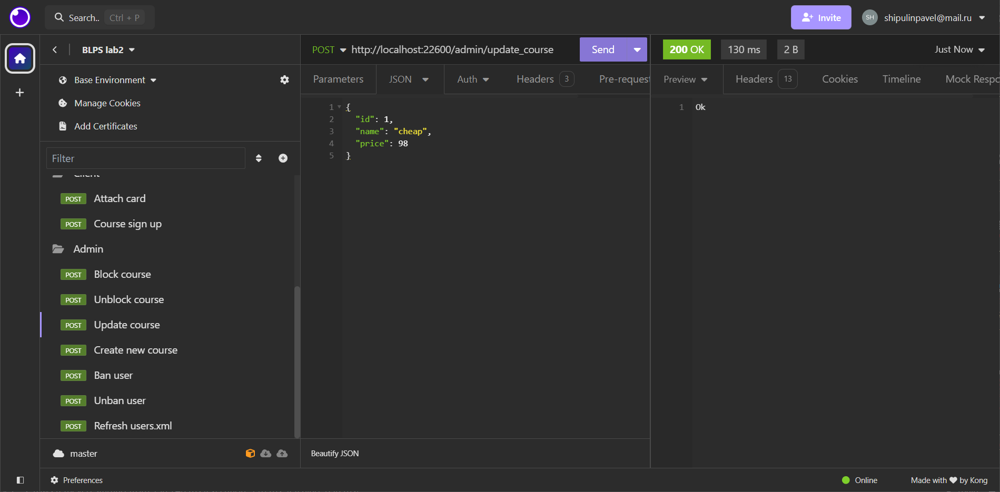 Search.. Ctrl + P
Invite
SH shipulinpavel@mail.ru
BLPS lab2
Base Environment
Manage Cookies
Add Certificates
Filter
Client
POST Attach card
POST Course sign up
Admin
POST Block course
POST Unblock course
POST Update course
POST Create new course
POST Ban user
POST Unban user
POST Refresh users.xml
master
POST http://localhost:22600/admin/update_course Send
Parameters JSON Auth Headers 3 Pre-request
1 {
2 "id": 1,
3 "name": "cheap",
4 "price": 98
5 }
Beautify JSON
200 OK 130 ms 2 B Just Now
Preview Headers 13 Cookies Timeline Mock Respo
1 Ok
Preferences
Online
Made with ♥ by Kong